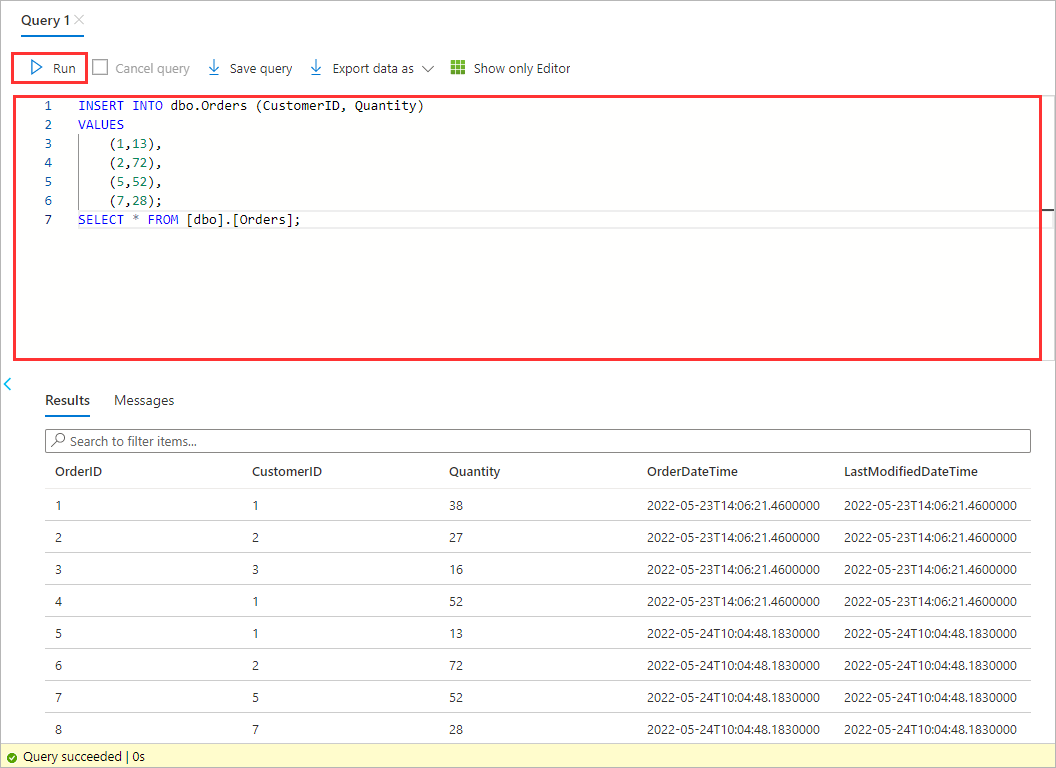 Query 1
Run Cancel query Save query Export data as Show only Editor
1 INSERT INTO dbo.Orders (CustomerID, Quantity)
2 VALUES
3 (1,13),
4 (2,72),
5 (5,52),
6 (7,28);
7 SELECT * FROM [dbo].[Orders];
Results Messages
Search to filter items...
OrderID CustomerID Quantity OrderDateTime LastModifiedDateTime
1 1 38 2022-05-23T14:06:21.4600000 2022-05-23T14:06:21.4600000
2 2 27 2022-05-23T14:06:21.4600000 2022-05-23T14:06:21.4600000
3 3 16 2022-05-23T14:06:21.4600000 2022-05-23T14:06:21.4600000
4 1 52 2022-05-23T14:06:21.4600000 2022-05-23T14:06:21.4600000
5 1 13 2022-05-24T10:04:48.1830000 2022-05-24T10:04:48.1830000
6 2 72 2022-05-24T10:04:48.1830000 2022-05-24T10:04:48.1830000
7 5 52 2022-05-24T10:04:48.1830000 2022-05-24T10:04:48.1830000
8 7 28 2022-05-24T10:04:48.1830000 2022-05-24T10:04:48.1830000
Query succeeded | 0s